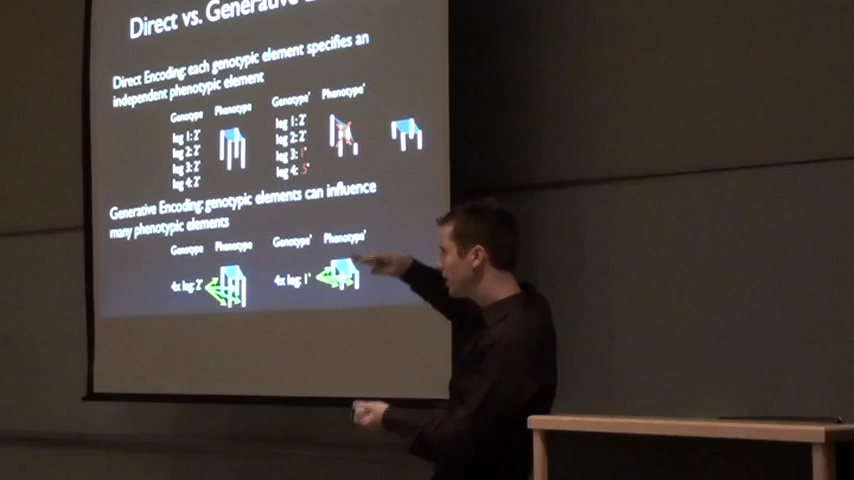 Direct vs. Generative
Direct Encoding: each genotypic element specifies an
independent phenotypic element
Genotype Phenotype Genotype' Phenotype'
leg 1: 2" leg 1: 2"
leg 2: 2" leg 2: 2"
leg 3: 2" leg 3: 1"
leg 4: 2" leg 4: .5"
Generative Encoding: genotypic elements can influence
many phenotypic elements
Genotype Phenotype Genotype' Phenotype'
4x leg: 2" 4x leg: 1"